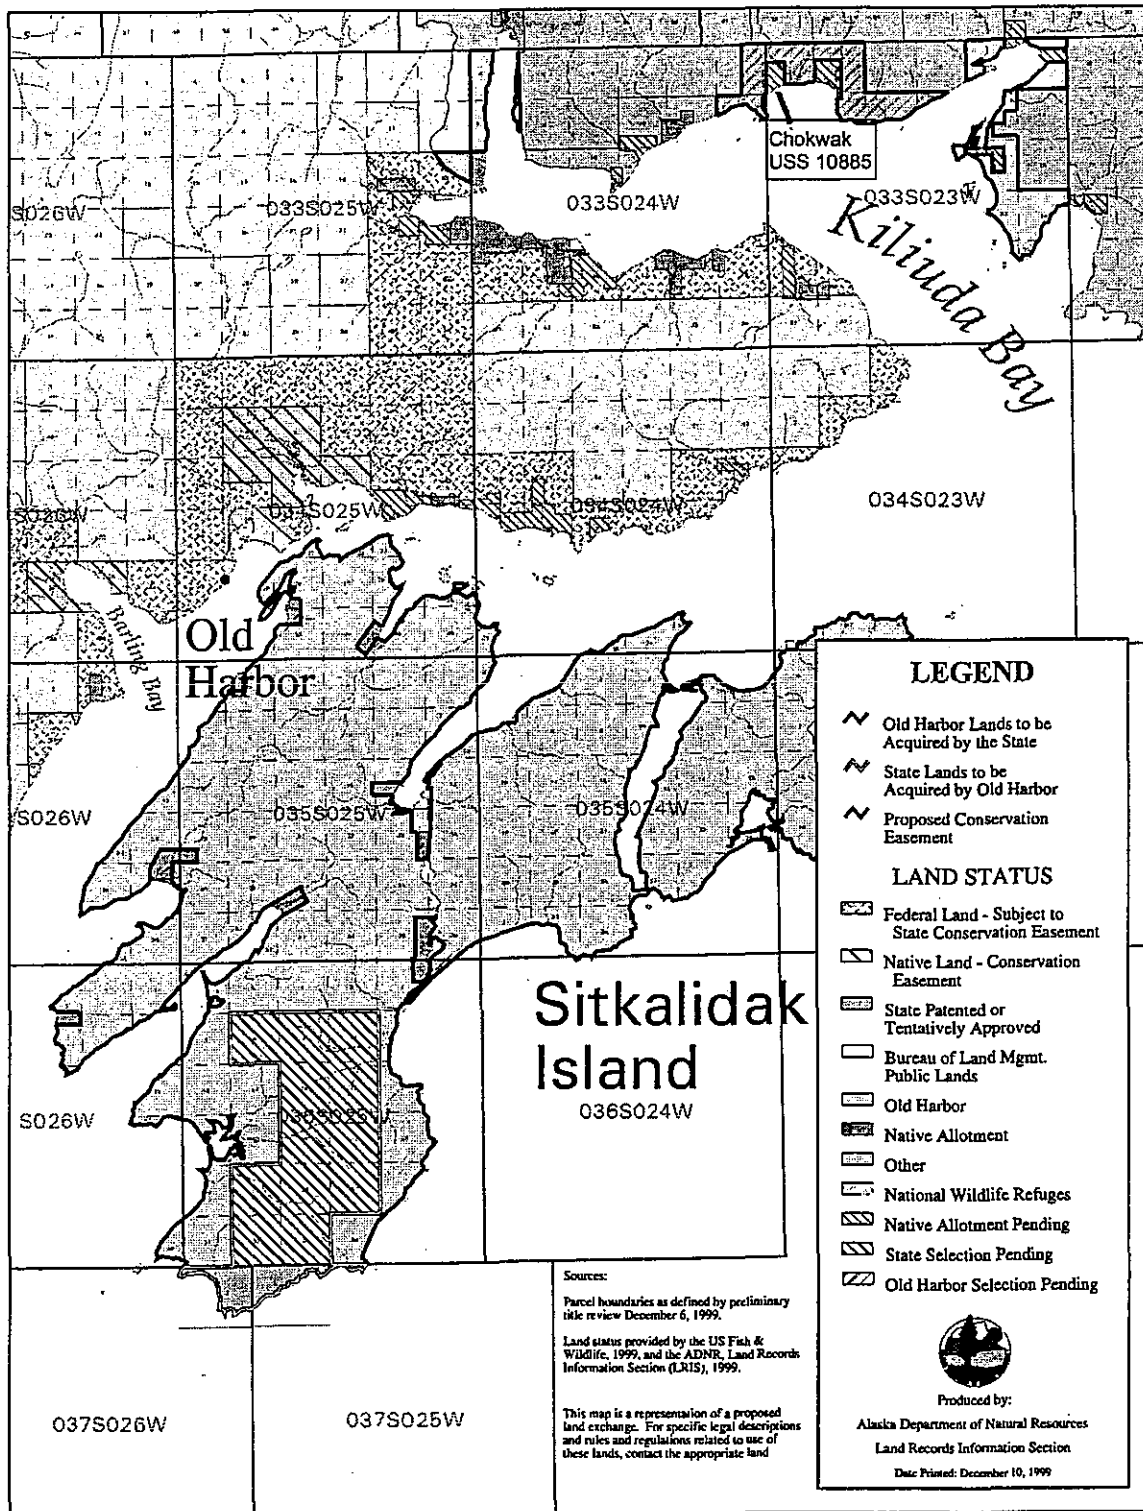 Chokwak
USS 10885
S026W
033S025W
033S024W
033S023W
Kiliuda Bay
034S024W
034S023W
Barling Bay
Old
Harbor
S026W
035S025W
035S024W
Sitkalidak
Island
036S024W
S026W
036S025W
037S026W
037S025W
LEGEND
Old Harbor Lands to be
Acquired by the State
State Lands to be
Acquired by Old Harbor
Proposed Conservation
Easement
LAND STATUS
Federal Land - Subject to
State Conservation Easement
Native Land - Conservation
Easement
State Patented or
Tentatively Approved
Bureau of Land Mgmt.
Public Lands
Old Harbor
Native Allotment
Other
National Wildlife Refuges
Native Allotment Pending
State Selection Pending
Old Harbor Selection Pending
Produced by:
Alaska Department of Natural Resources
Land Records Information Section
Date Printed: December 10, 1999
Sources:
Parcel boundaries as defined by preliminary
title review December 6, 1999.
Land status provided by the US Fish &
Wildlife, 1999, and the ADNR, Land Records
Information Section (LRIS), 1999.
This map is a representation of a proposed
land exchange. For specific legal descriptions
and rules and regulations related to use of
these lands, contact the appropriate land